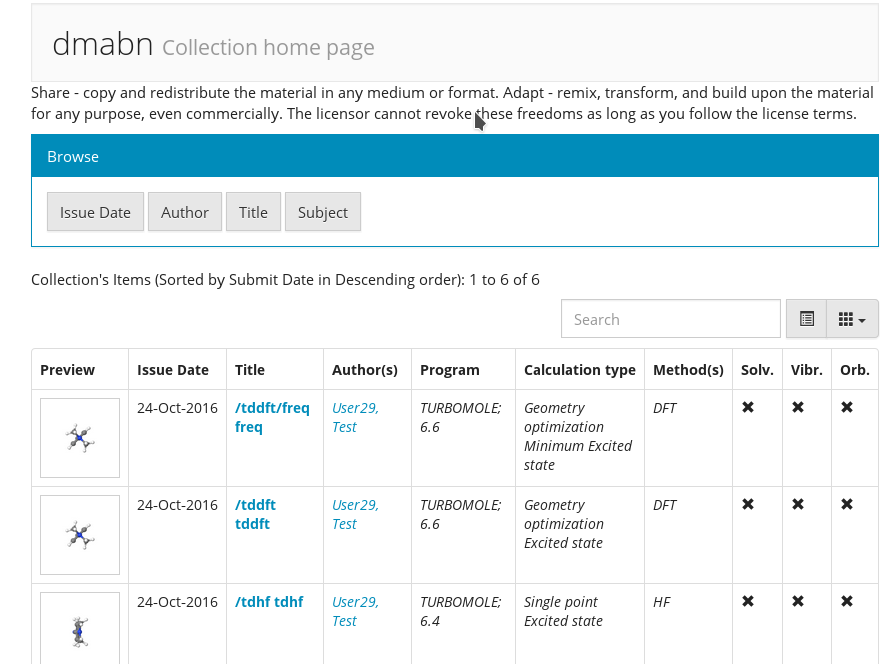 dmabn Collection home page
Share - copy and redistribute the material in any medium or format. Adapt - remix, transform, and build upon the material
for any purpose, even commercially. The licensor cannot revoke these freedoms as long as you follow the license terms.
Browse
Issue Date Author Title Subject
Collection's Items (Sorted by Submit Date in Descending order): 1 to 6 of 6
Search
Preview Issue Date Title Author(s) Program Calculation type Method(s) Solv. Vibr. Orb.
24-Oct-2016 /tddft/freq User29, TURBOMOLE; Geometry DFT
freq Test 6.6 optimization
Minimum Excited
state
24-Oct-2016 /tddft User29, TURBOMOLE; Geometry DFT
tddft Test 6.6 optimization
Excited state
24-Oct-2016 /tdhf tdhf User29, TURBOMOLE; Single point HF
Test 6.4 Excited state